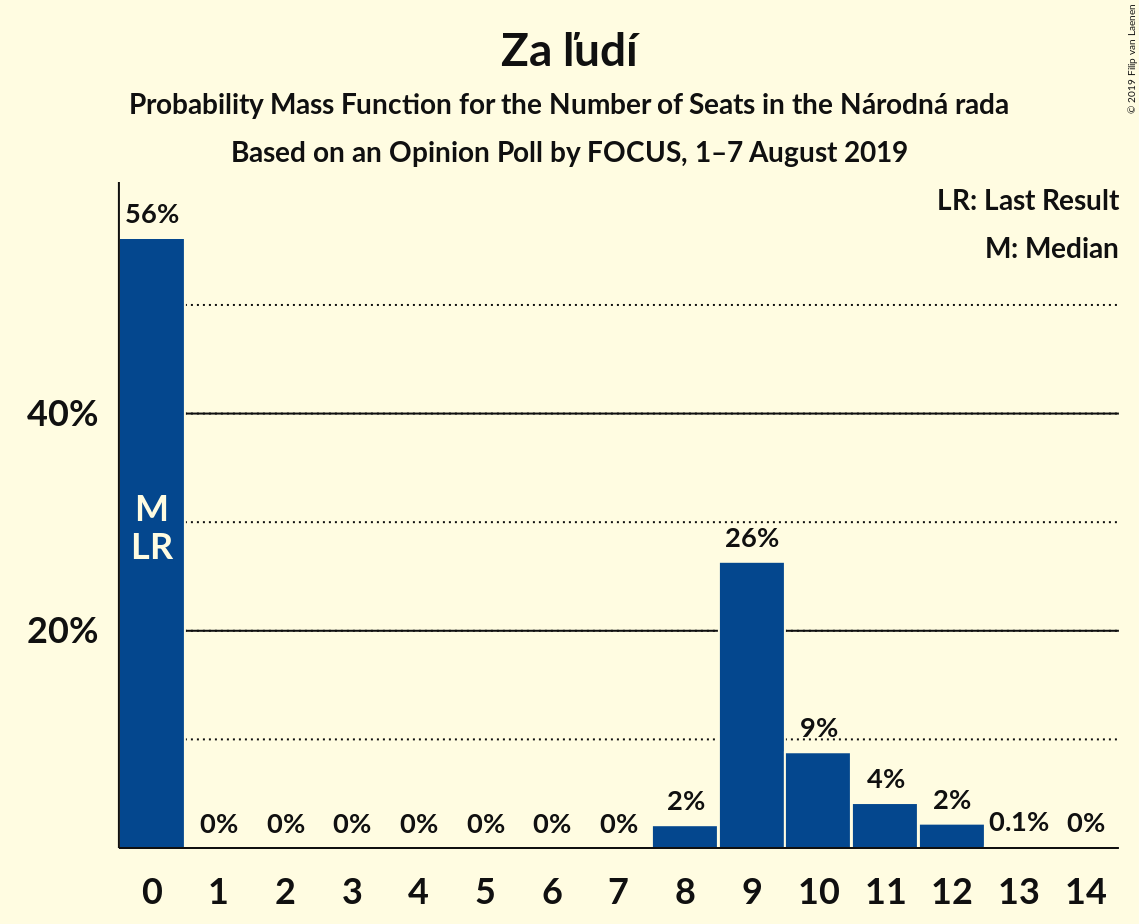 Za ľudí
Probability Mass Function for the Number of Seats in the Národná rada
Based on an Opinion Poll by FOCUS, 1–7 August 2019
© 2019 Filip van Laenen
LR: Last Result
M: Median
56%
40%
M
LR
26%
20%
9%
4%
2%
2%
0% 0% 0% 0% 0% 0% 0% 0.1% 0%
0 1 2 3 4 5 6 7 8 9 10 11 12 13 14